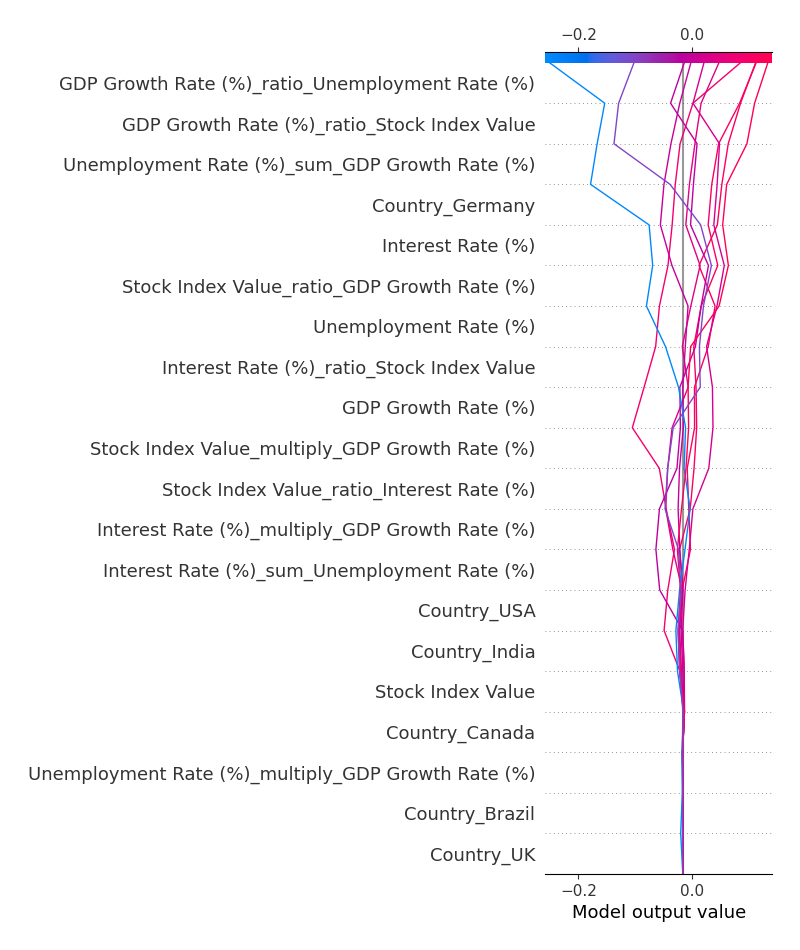 −0.2 0.0
GDP Growth Rate (%)_ratio_Unemployment Rate (%)
GDP Growth Rate (%)_ratio_Stock Index Value
Unemployment Rate (%)_sum_GDP Growth Rate (%)
Country_Germany
Interest Rate (%)
Stock Index Value_ratio_GDP Growth Rate (%)
Unemployment Rate (%)
Interest Rate (%)_ratio_Stock Index Value
GDP Growth Rate (%)
Stock Index Value_multiply_GDP Growth Rate (%)
Stock Index Value_ratio_Interest Rate (%)
Interest Rate (%)_multiply_GDP Growth Rate (%)
Interest Rate (%)_sum_Unemployment Rate (%)
Country_USA
Country_India
Stock Index Value
Country_Canada
Unemployment Rate (%)_multiply_GDP Growth Rate (%)
Country_Brazil
Country_UK
−0.2 0.0
Model output value